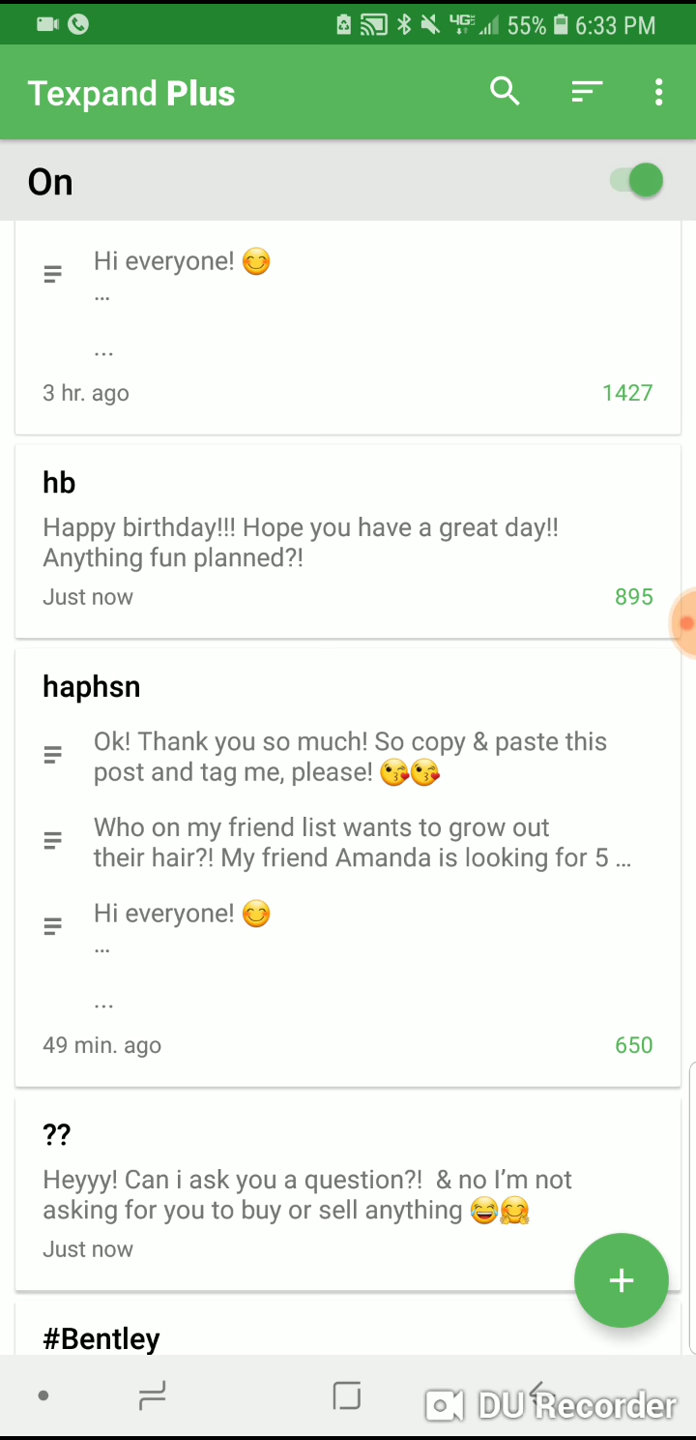 55% 6:33 PM
Texpand Plus
On
Hi everyone! 😊
...
...
3 hr. ago 1427
hb
Happy birthday!!! Hope you have a great day!!
Anything fun planned?!
Just now 895
haphsn
Ok! Thank you so much! So copy & paste this
post and tag me, please! 😘😘
Who on my friend list wants to grow out
their hair?! My friend Amanda is looking for 5 ...
Hi everyone! 😊
...
...
49 min. ago 650
??
Heyyy! Can i ask you a question?!  & no I’m not
asking for you to buy or sell anything 😂🤗
Just now
+
#Bentley
DU Recorder